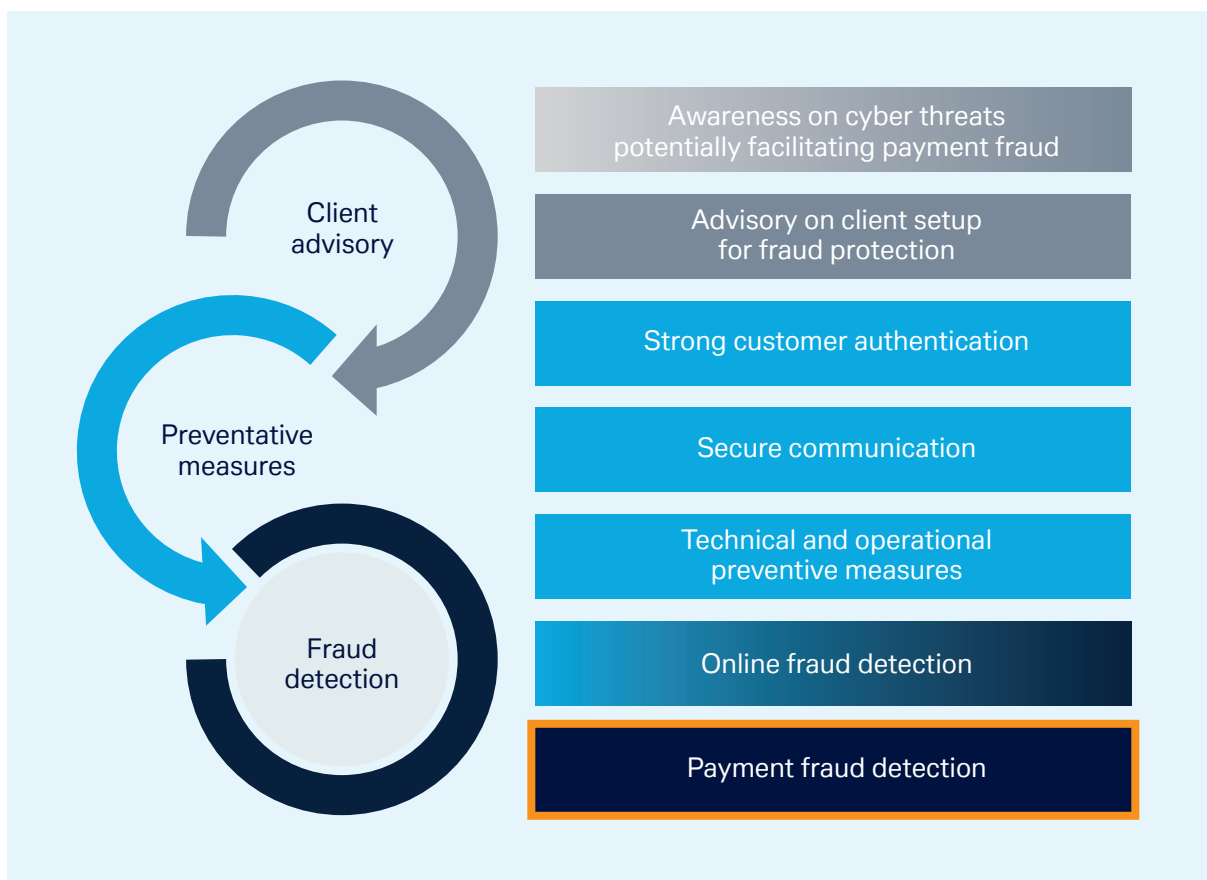 Client
advisory
Preventative
measures
Fraud
detection
Awareness on cyber threats
potentially facilitating payment fraud
Advisory on client setup
for fraud protection
Strong customer authentication
Secure communication
Technical and operational
preventive measures
Online fraud detection
Payment fraud detection